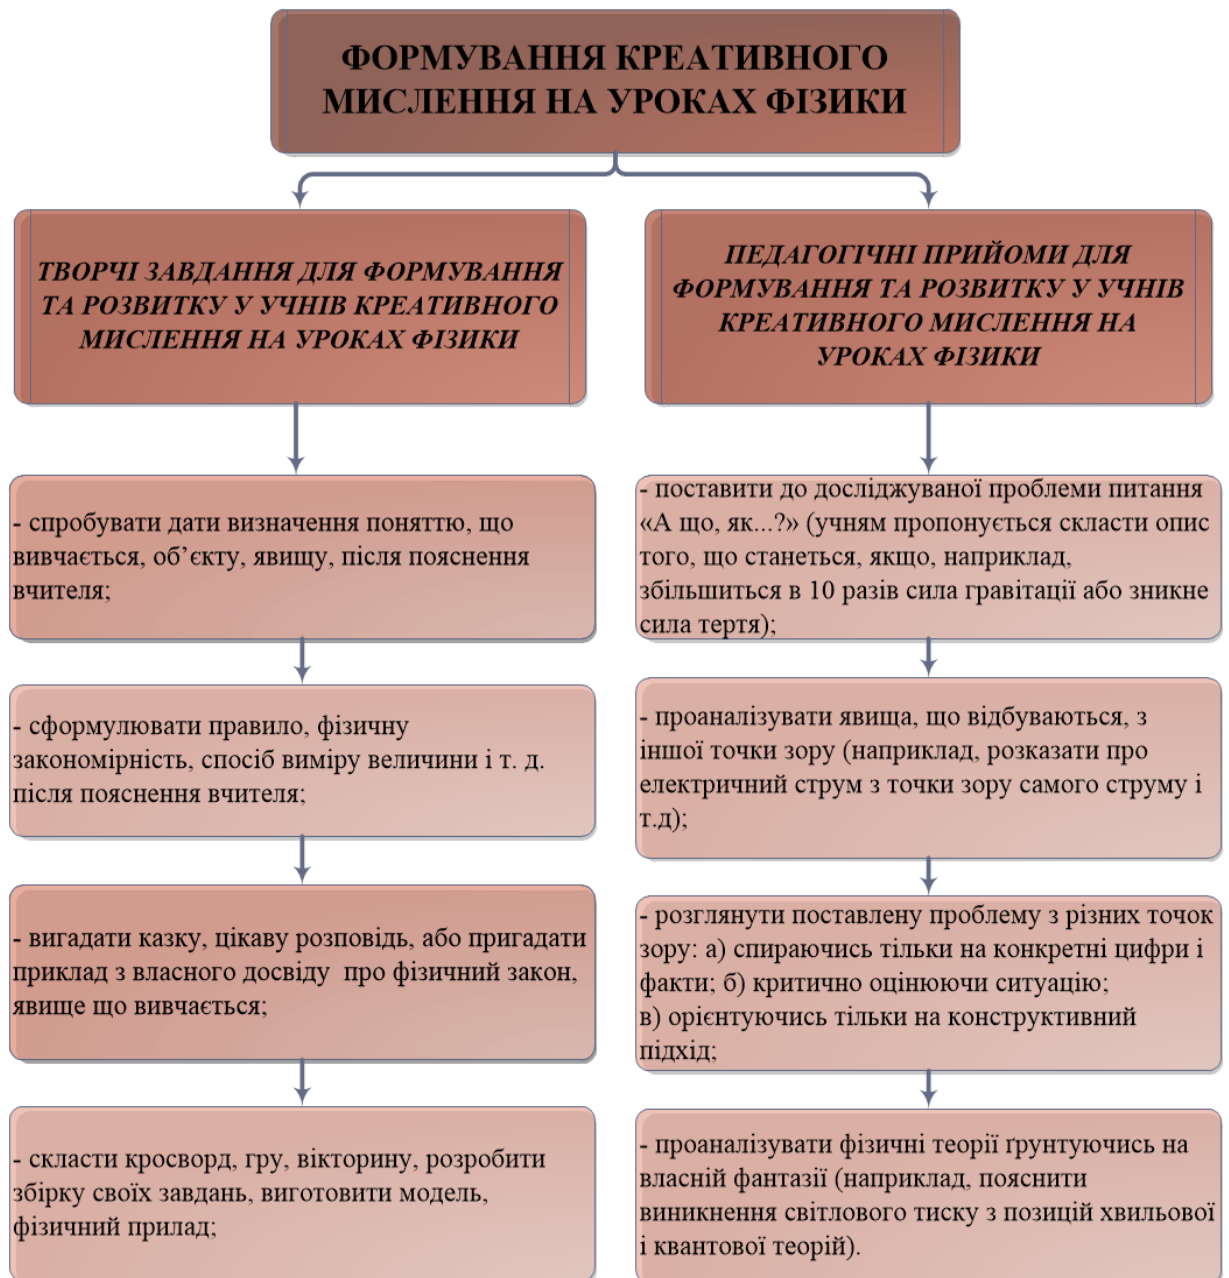 ФОРМУВАННЯ КРЕАТИВНОГО
МИСЛЕННЯ НА УРОКАХ ФІЗИКИ
ТВОРЧІ ЗАВДАННЯ ДЛЯ ФОРМУВАННЯ
ТА РОЗВИТКУ У УЧНІВ КРЕАТИВНОГО
МИСЛЕННЯ НА УРОКАХ ФІЗИКИ
- спробувати дати визначення поняттю, що
вивчається, об’єкту, явищу, після пояснення
вчителя;
- сформулювати правило, фізичну
закономірність, спосіб виміру величини і т. д.
після пояснення вчителя;
- вигадати казку, цікаву розповідь, або пригадати
приклад з власного досвіду  про фізичний закон,
явище що вивчається;
- скласти кросворд, гру, вікторину, розробити
збірку своїх завдань, виготовити модель,
фізичний прилад;
ПЕДАГОГІЧНІ ПРИЙОМИ ДЛЯ
ФОРМУВАННЯ ТА РОЗВИТКУ У УЧНІВ
КРЕАТИВНОГО МИСЛЕННЯ НА
УРОКАХ ФІЗИКИ
- поставити до досліджуваної проблеми питання
«А що, як...?» (учням пропонується скласти опис
того, що станеться, якщо, наприклад,
збільшиться в 10 разів сила гравітації або зникне
сила тертя);
- проаналізувати явища, що відбуваються, з
іншої точки зору (наприклад, розказати про
електричний струм з точки зору самого струму і
т.д);
- розглянути поставлену проблему з різних точок
зору: а) спираючись тільки на конкретні цифри і
факти; б) критично оцінюючи ситуацію;
в) орієнтуючись тільки на конструктивний
підхід;
- проаналізувати фізичні теорії ґрунтуючись на
власній фантазії (наприклад, пояснити
виникнення світлового тиску з позицій хвильової
і квантової теорій).